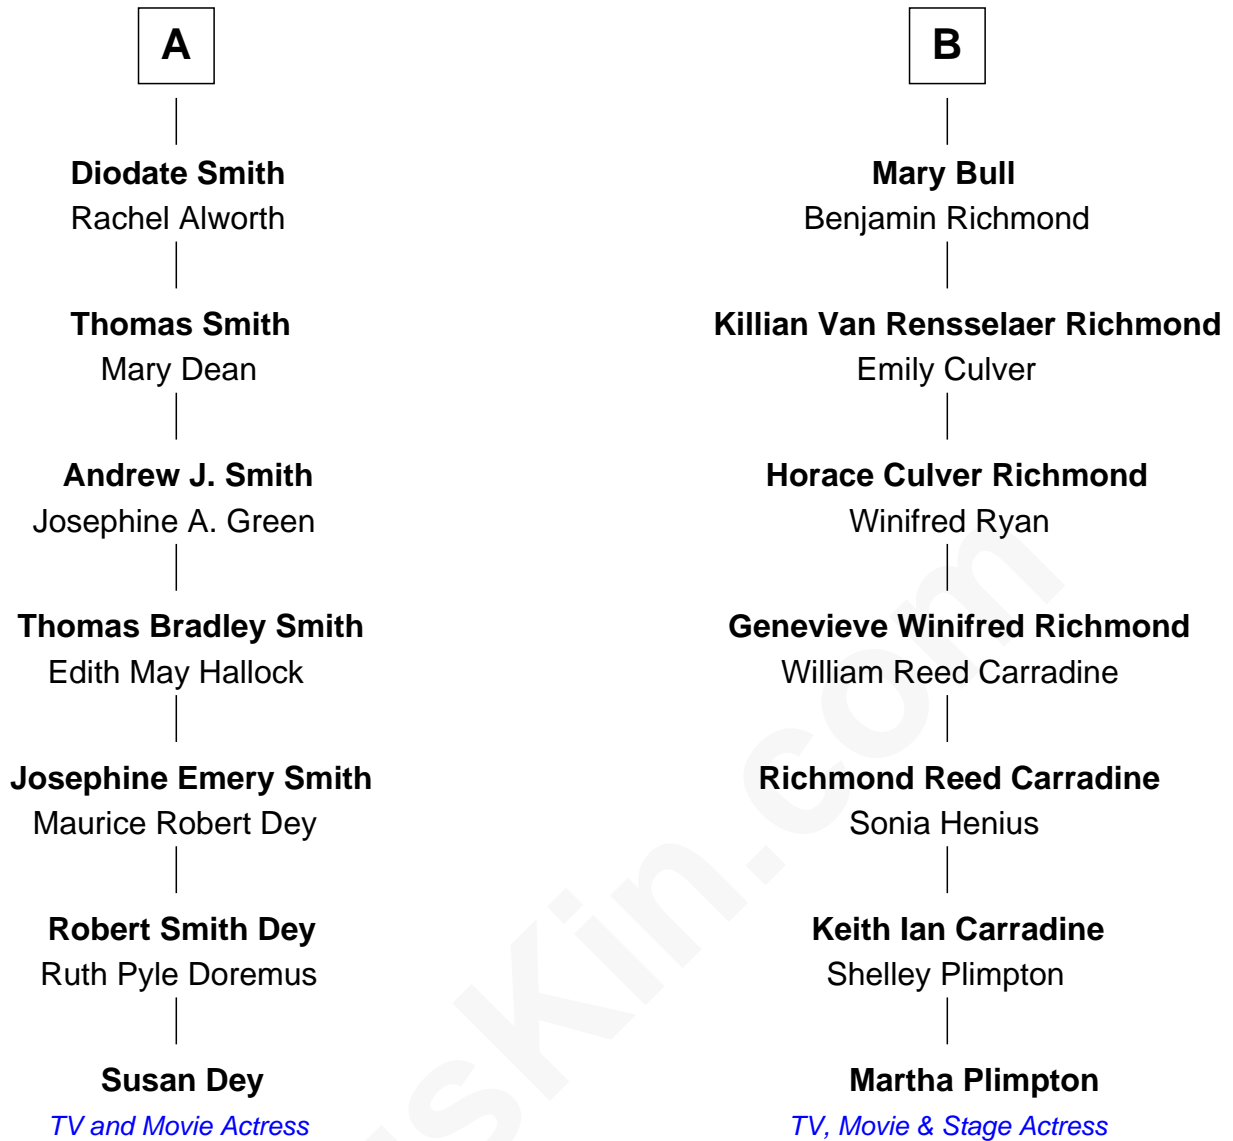 A
Diodate Smith
Rachel Alworth
Thomas Smith
Mary Dean
Andrew J. Smith
Josephine A. Green
Thomas Bradley Smith
Edith May Hallock
Josephine Emery Smith
Maurice Robert Dey
Robert Smith Dey
Ruth Pyle Doremus
Susan Dey
TV and Movie Actress
B
Mary Bull
Benjamin Richmond
Killian Van Rensselaer Richmond
Emily Culver
Horace Culver Richmond
Winifred Ryan
Genevieve Winifred Richmond
William Reed Carradine
Richmond Reed Carradine
Sonia Henius
Keith Ian Carradine
Shelley Plimpton
Martha Plimpton
TV, Movie & Stage Actress
usKin.com